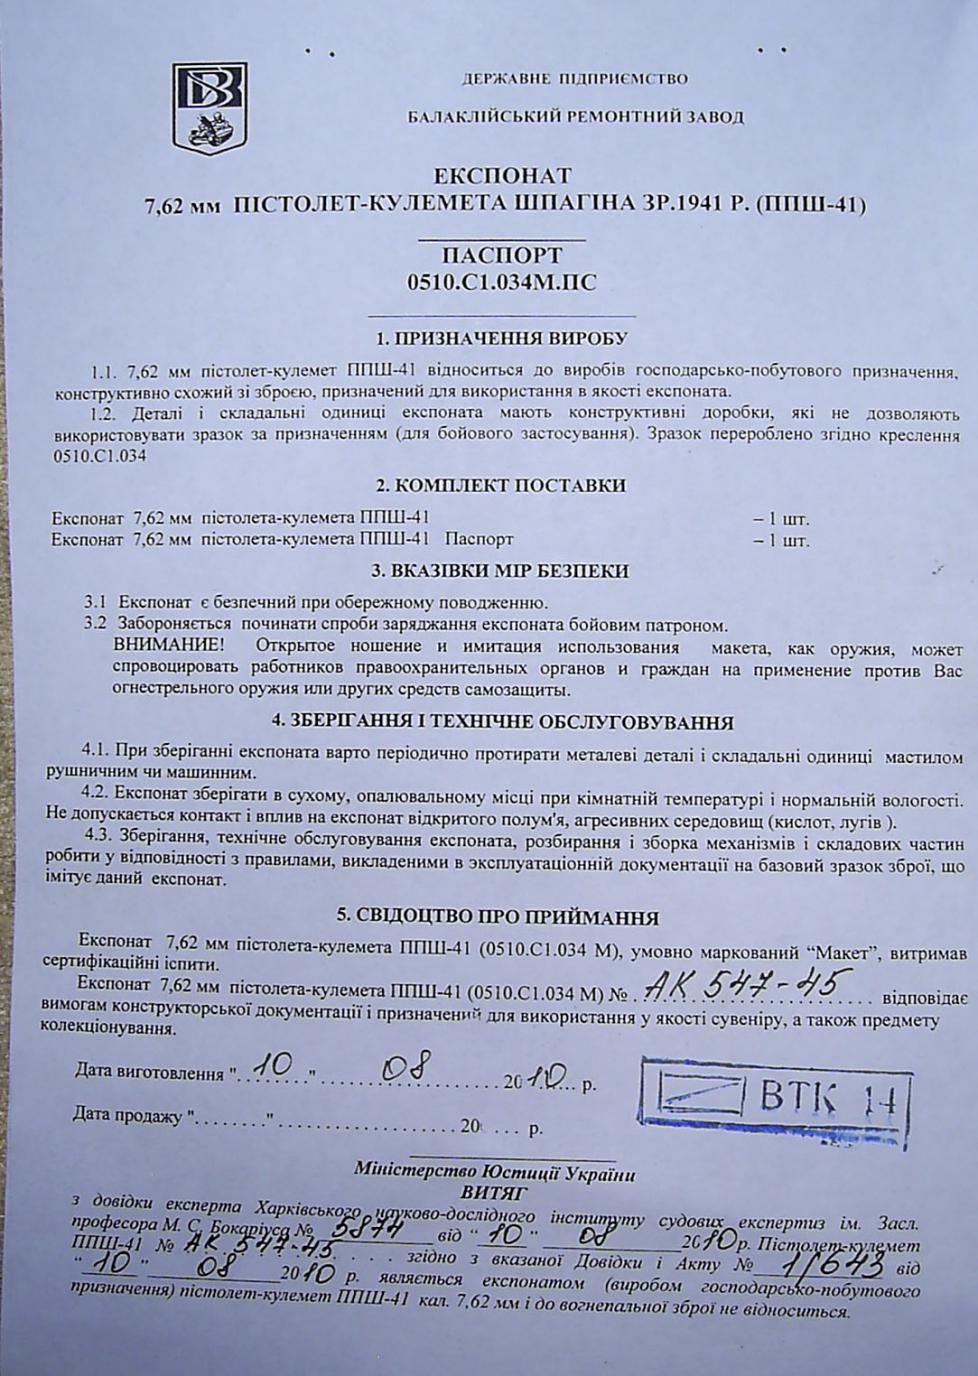 ДЕРЖАВНЕ ПІДПРИЄМСТВО
БАЛАКЛІЙСЬКИЙ РЕМОНТНИЙ ЗАВОД
ЕКСПОНАТ
7,62 мм ПІСТОЛЕТ-КУЛЕМЕТА ШПАГІНА ЗР.1941 Р. (ППШ-41)
ПАСПОРТ
0510.С1.034М.ПС
1. ПРИЗНАЧЕННЯ ВИРОБУ
1.1. 7,62 мм пістолет-кулемет ППШ-41 відноситься до виробів господарсько-побутового призначення,
конструктивно схожий зі зброєю, призначений для використання в якості експоната.
1.2. Деталі і складальні одиниці експоната мають конструктивні доробки, які не дозволяють
використовувати зразок за призначенням (для бойового застосування). Зразок перероблено згідно креслення
0510.С1.034
2. КОМПЛЕКТ ПОСТАВКИ
Експонат 7,62 мм пістолета-кулемета ППШ-41 – 1 шт.
Експонат 7,62 мм пістолета-кулемета ППШ-41 Паспорт – 1 шт.
3. ВКАЗІВКИ МІР БЕЗПЕКИ
3.1 Експонат є безпечний при обережному поводженню.
3.2 Забороняється починати спроби заряджання експоната бойовим патроном.
ВНИМАНИЕ! Открытое ношение и имитация использования макета, как оружия, может
спровоцировать работников правоохранительных органов и граждан на применение против Вас
огнестрельного оружия или других средств самозащиты.
4. ЗБЕРІГАННЯ І ТЕХНІЧНЕ ОБСЛУГОВУВАННЯ
4.1. При зберіганні експоната варто періодично протирати металеві деталі і складальні одиниці мастилом
рушничним чи машинним.
4.2. Експонат зберігати в сухому, опалювальному місці при кімнатній температурі і нормальній вологості.
Не допускається контакт і вплив на експонат відкритого полум'я, агресивних середовищ (кислот, лугів ).
4.3. Зберігання, технічне обслуговування експоната, розбирання і зборка механізмів і складових частин
робити у відповідності з правилами, викладеними в эксплуатаціонній документації на базовий зразок зброї, що
імітує даний експонат.
5. СВІДОЦТВО ПРО ПРИЙМАННЯ
Експонат 7,62 мм пістолета-кулемета ППШ-41 (0510.С1.034 М), умовно маркований “Макет”, витримав
сертифікаційні іспити.
Експонат 7,62 мм пістолета-кулемета ППШ-41 (0510.С1.034 М) № АК 547-45 відповідає
вимогам конструкторської документації і призначений для використання у якості сувеніру, а також предмету
колекціонування.
Дата виготовлення " 10 " 08 2010 р.
ВТК 14
Дата продажу "........" .................... 20 .... р.
Міністерство Юстиції України
ВИТЯГ
з довідки експерта Харківського науково-дослідного інституту судових експертиз ім. Засл.
професора М. С. Бокаріуса № 5874 від " 10 " 08 2010р. Пістолет-кулемет
ППШ-41 № АК 547-45 згідно з вказаної Довідки і Акту № 1/643 від
" 10 " 08 2010 р. являється експонатом (виробом господарсько-побутового
призначення) пістолет-кулемет ППШ-41 кал. 7,62 мм і до вогнепальної зброї не відноситься.